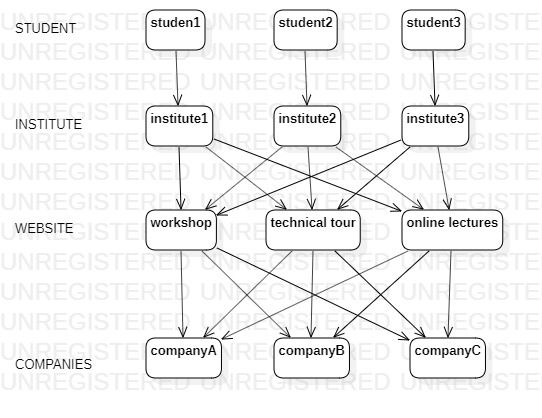 STUDENT studen1 student2 student3
INSTITUTE institute1 institute2 institute3
WEBSITE workshop technical tour online lectures
COMPANIES companyA companyB companyC
UNREGISTERED